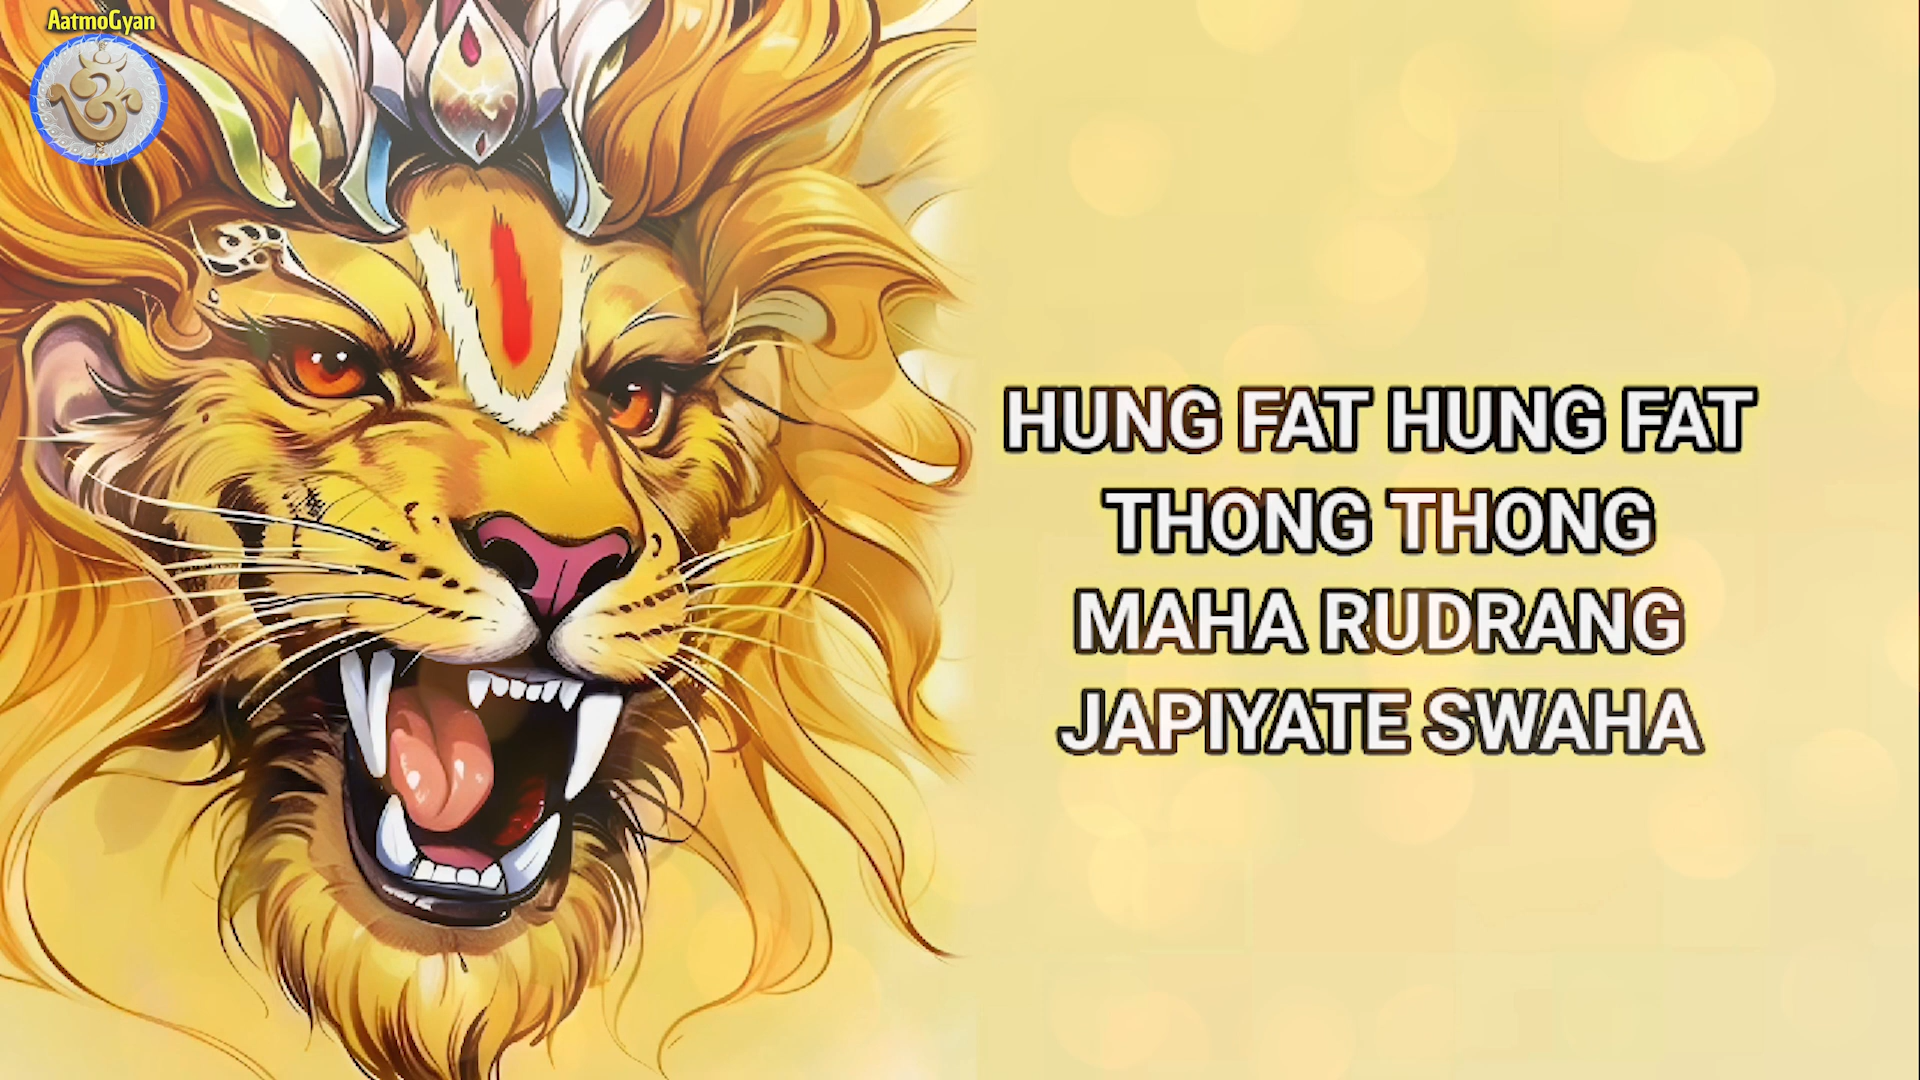 AatmoGyan
ॐ
HUNG FAT HUNG FAT
THONG THONG
MAHA RUDRANG
JAPIYATE SWAHA